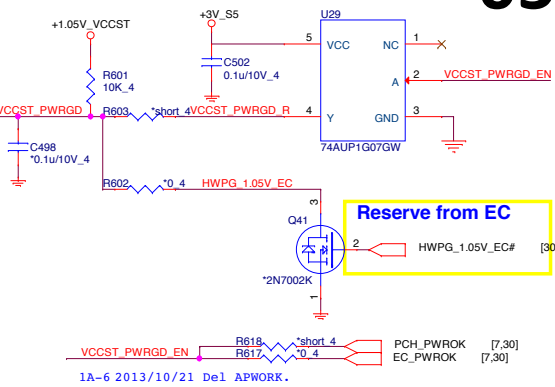 +1.05V_VCCST
+3V_S5
U29
5 VCC NC 1
R601
10K_4
C502
0.1u/10V_4
A 2 VCCST_PWRGD_EN
VCCST_PWRGD R603 *short_4 VCCST_PWRGD_R 4 Y GND 3
C498
*0.1u/10V_4
74AUP1G07GW
R602 *0_4 HWPG_1.05V_EC
3
Q41
Reserve from EC
2 HWPG_1.05V_EC# [30
*2N7002K
1
R618 *short_4 PCH_PWROK [7,30]
VCCST_PWRGD_EN R617 *0_4 EC_PWROK [7,30]
1A-6 2013/10/21 Del APWORK.